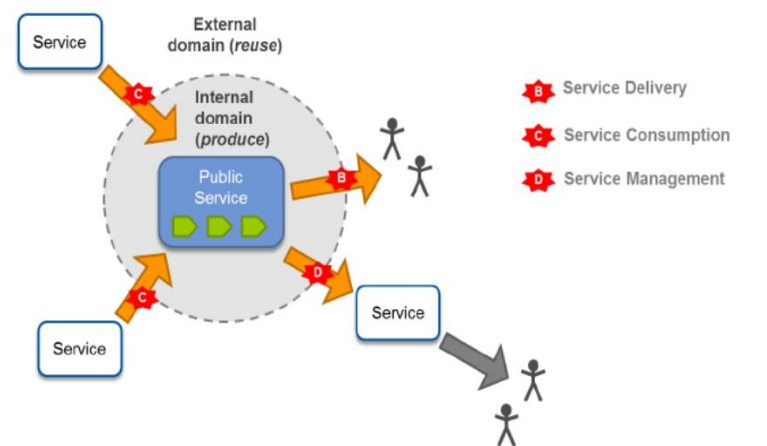 Service
External
domain (reuse)
C
Internal
domain
(produce)
Public
Service
B
D
C
Service
Service
B Service Delivery
C Service Consumption
D Service Management